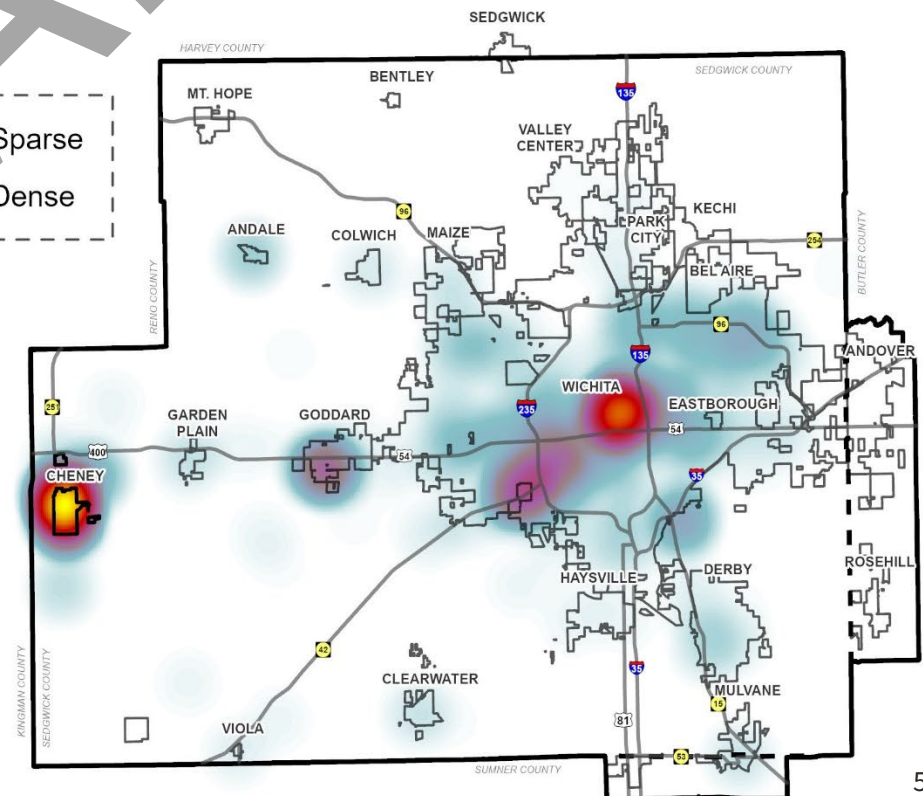 SEDGWICK
HARVEY COUNTY
SEDGWICK COUNTY
BENTLEY
MT. HOPE
135
Sparse
Dense
VALLEY
CENTER
96
KECHI
PARK
CITY
ANDALE
COLWICH
MAIZE
254
BEL AIRE
BUTLER COUNTY
RENO COUNTY
96
135
ANDOVER
WICHITA
251
235
EASTBOROUGH
GARDEN
PLAIN
GODDARD
54
400
54
CHENEY
35
HAYSVILLE
DERBY
ROSEHILL
42
35
KINGMAN COUNTY
SEDGWICK COUNTY
CLEARWATER
MULVANE
15
81
VIOLA
53
SUMNER COUNTY
5